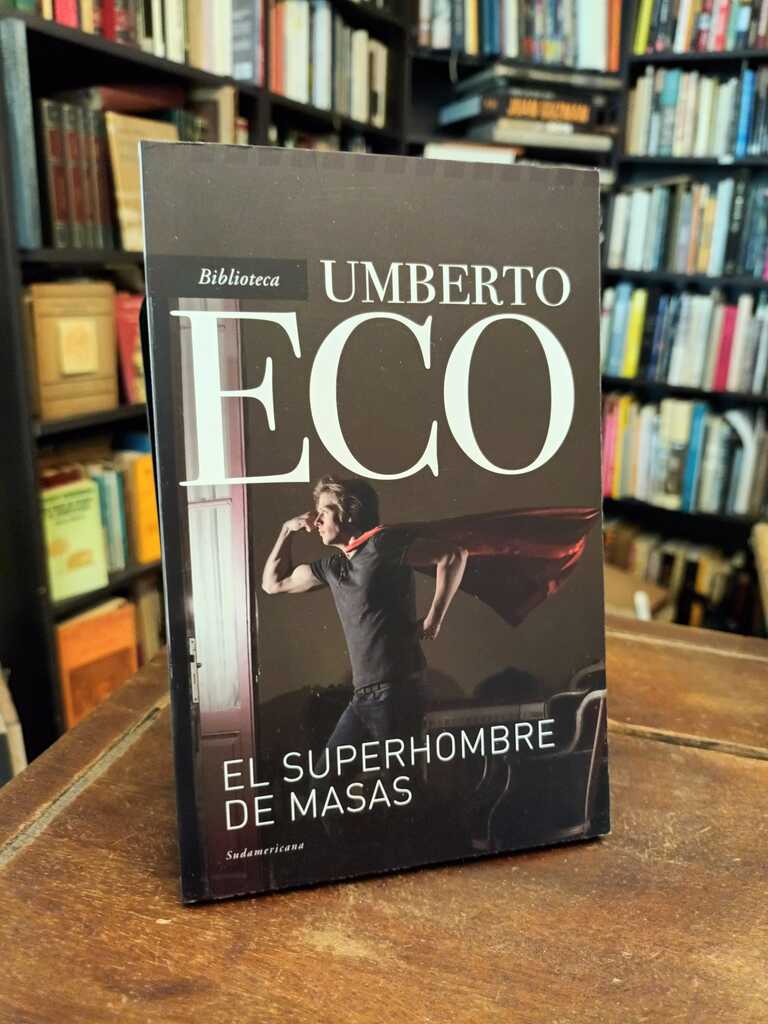 Biblioteca
UMBERTO
ECO
EL SUPERHOMBRE
DE MASAS
Sudamericana